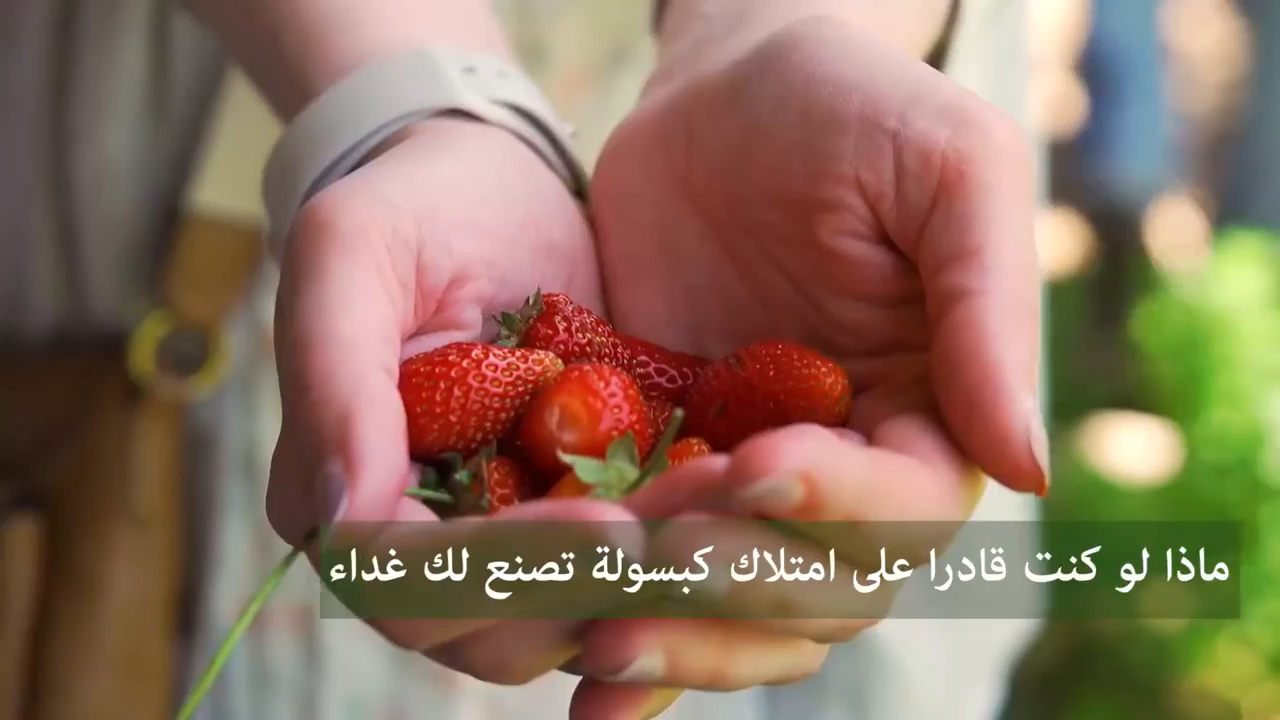 ماذا لو كنت قادرا على امتلاك كبسولة تصنع لك غداء